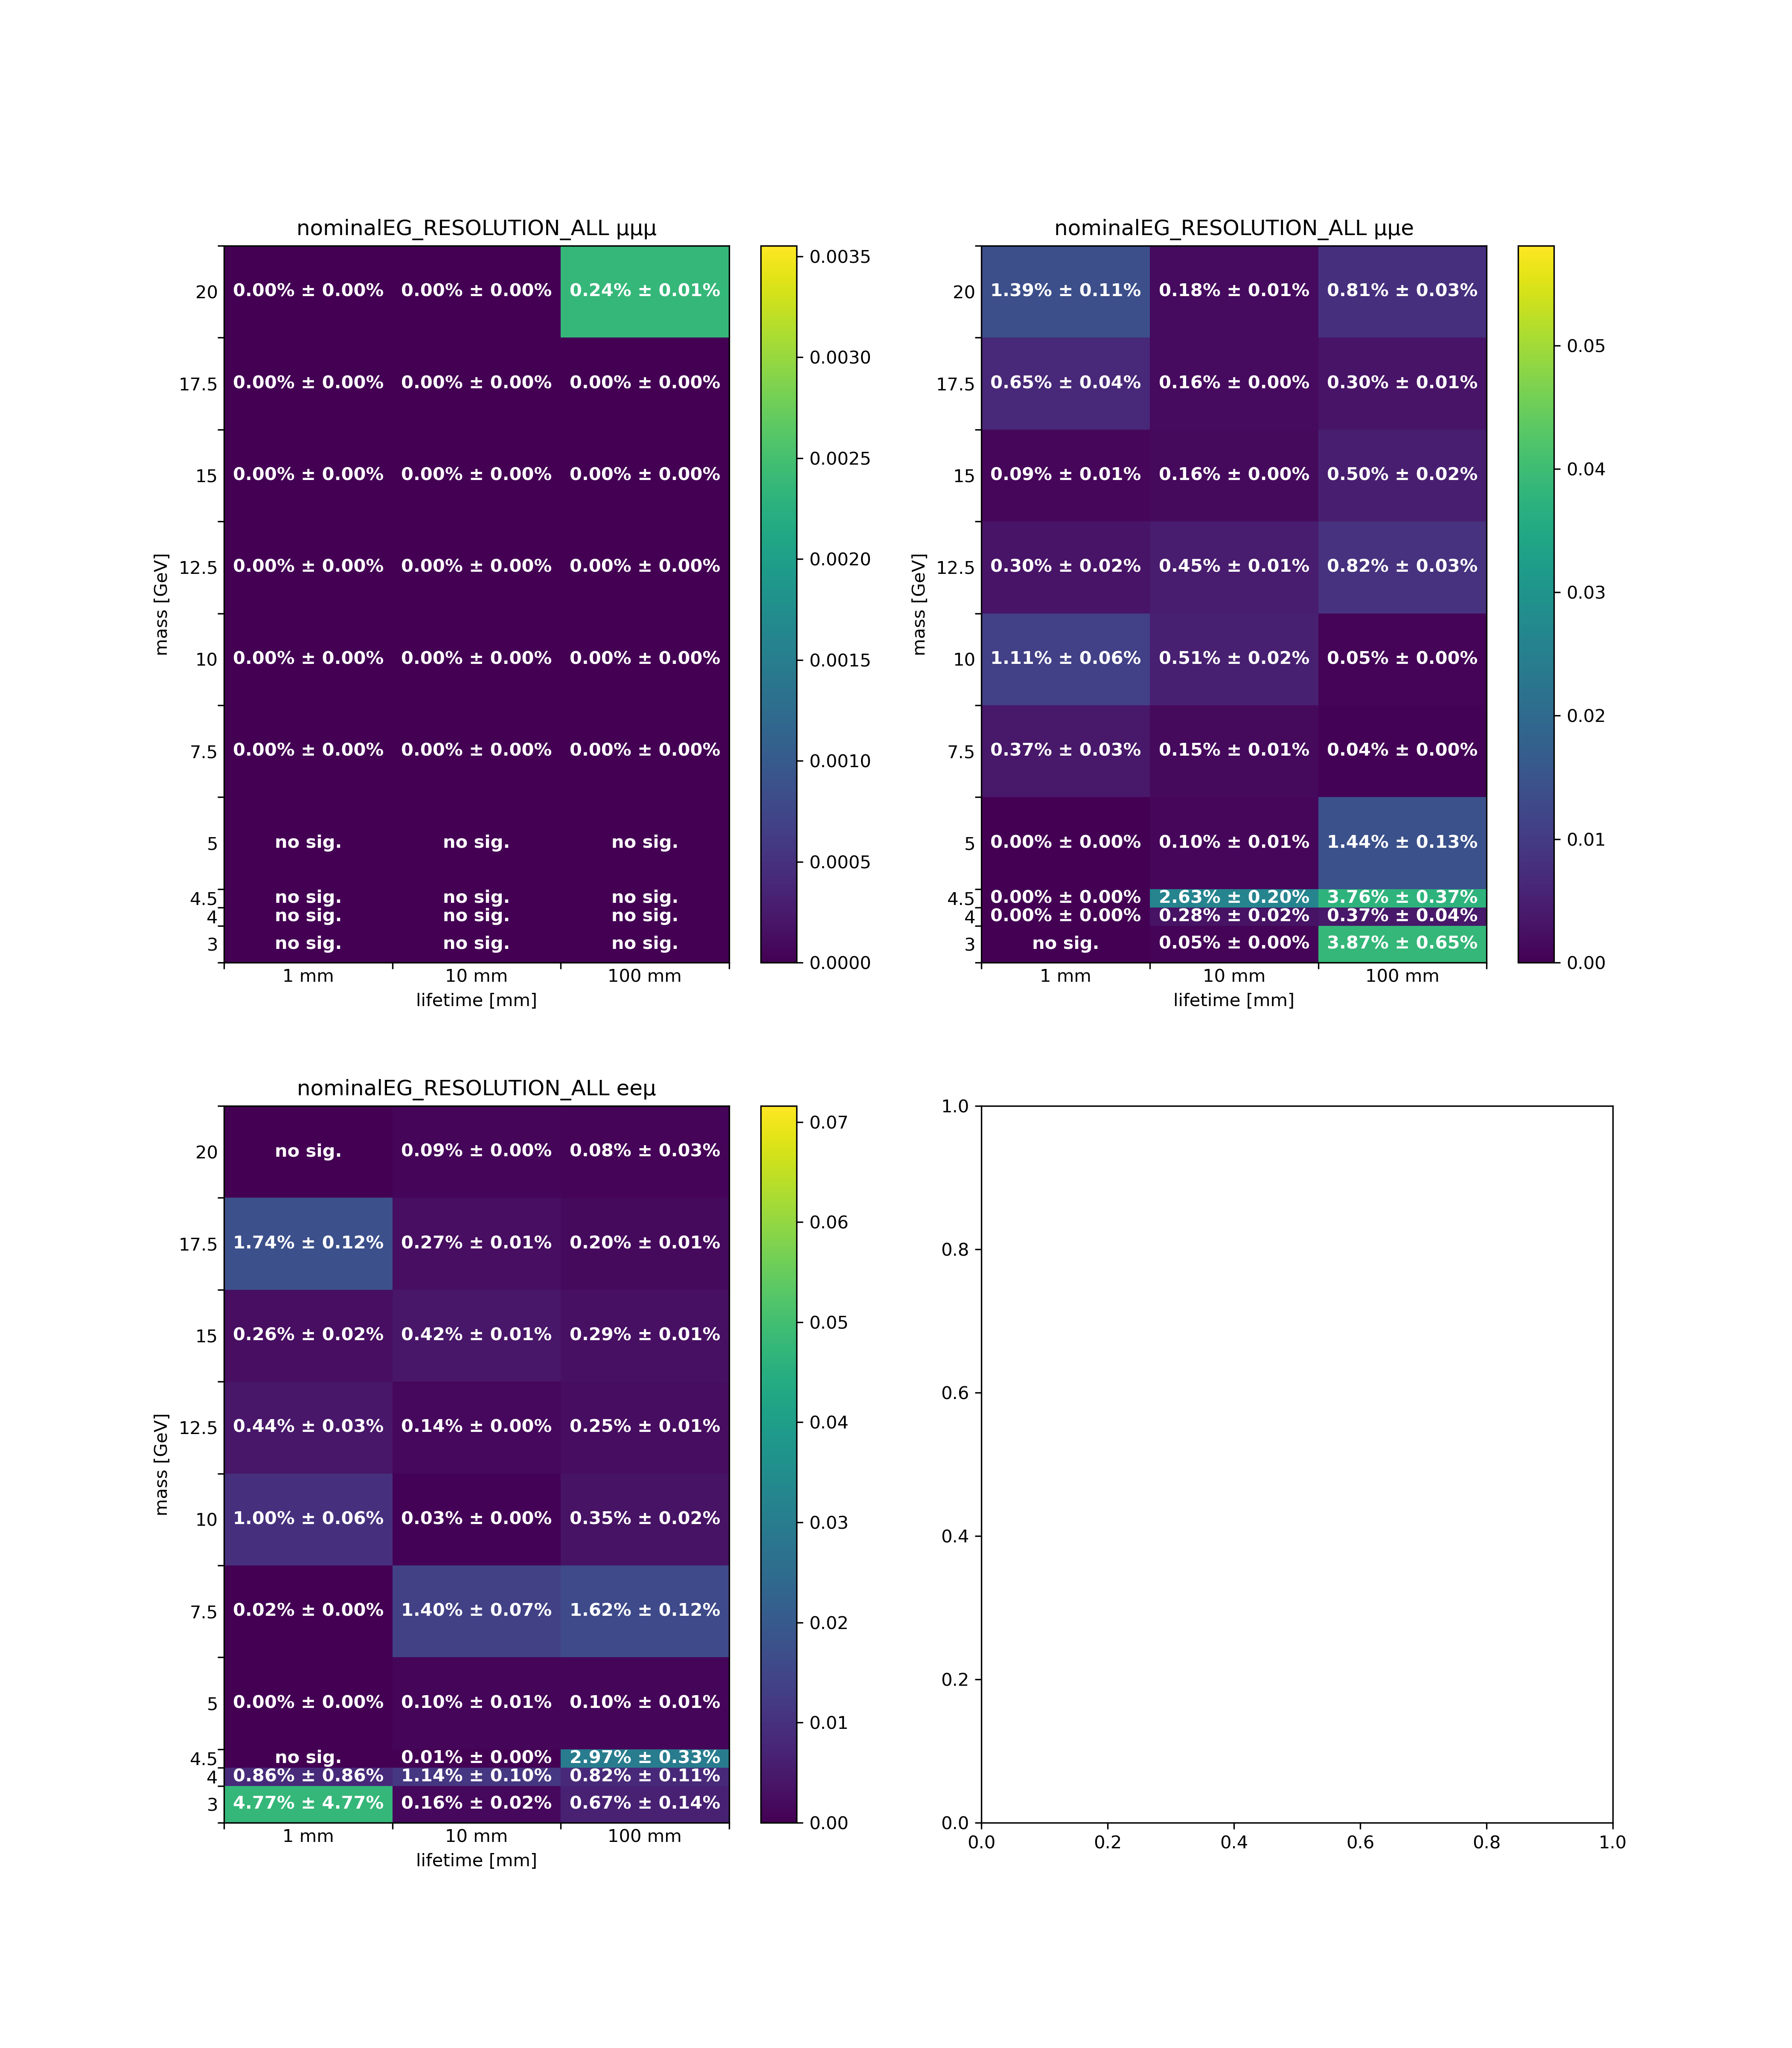 nominalEG_RESOLUTION_ALL μμμ
20 0.00% ± 0.00% 0.00% ± 0.00% 0.24% ± 0.01%
17.5 0.00% ± 0.00% 0.00% ± 0.00% 0.00% ± 0.00%
15 0.00% ± 0.00% 0.00% ± 0.00% 0.00% ± 0.00%
12.5 0.00% ± 0.00% 0.00% ± 0.00% 0.00% ± 0.00%
10 0.00% ± 0.00% 0.00% ± 0.00% 0.00% ± 0.00%
7.5 0.00% ± 0.00% 0.00% ± 0.00% 0.00% ± 0.00%
5 no sig. no sig. no sig.
4.5 no sig. no sig. no sig.
4 no sig. no sig. no sig.
3 no sig. no sig. no sig.
1 mm 10 mm 100 mm
lifetime [mm]
mass [GeV]
0.0035
0.0030
0.0025
0.0020
0.0015
0.0010
0.0005
0.0000
nominalEG_RESOLUTION_ALL μμe
20 1.39% ± 0.11% 0.18% ± 0.01% 0.81% ± 0.03%
17.5 0.65% ± 0.04% 0.16% ± 0.00% 0.30% ± 0.01%
15 0.09% ± 0.01% 0.16% ± 0.00% 0.50% ± 0.02%
12.5 0.30% ± 0.02% 0.45% ± 0.01% 0.82% ± 0.03%
10 1.11% ± 0.06% 0.51% ± 0.02% 0.05% ± 0.00%
7.5 0.37% ± 0.03% 0.15% ± 0.01% 0.04% ± 0.00%
5 0.00% ± 0.00% 0.10% ± 0.01% 1.44% ± 0.13%
4.5 0.00% ± 0.00% 2.63% ± 0.20% 3.76% ± 0.37%
4 0.00% ± 0.00% 0.28% ± 0.02% 0.37% ± 0.04%
3 no sig. 0.05% ± 0.00% 3.87% ± 0.65%
1 mm 10 mm 100 mm
lifetime [mm]
mass [GeV]
0.05
0.04
0.03
0.02
0.01
0.00
nominalEG_RESOLUTION_ALL eeμ
20 no sig. 0.09% ± 0.00% 0.08% ± 0.03%
17.5 1.74% ± 0.12% 0.27% ± 0.01% 0.20% ± 0.01%
15 0.26% ± 0.02% 0.42% ± 0.01% 0.29% ± 0.01%
12.5 0.44% ± 0.03% 0.14% ± 0.00% 0.25% ± 0.01%
10 1.00% ± 0.06% 0.03% ± 0.00% 0.35% ± 0.02%
7.5 0.02% ± 0.00% 1.40% ± 0.07% 1.62% ± 0.12%
5 0.00% ± 0.00% 0.10% ± 0.01% 0.10% ± 0.01%
4.5 no sig. 0.01% ± 0.00% 2.97% ± 0.33%
4 0.86% ± 0.86% 1.14% ± 0.10% 0.82% ± 0.11%
3 4.77% ± 4.77% 0.16% ± 0.02% 0.67% ± 0.14%
1 mm 10 mm 100 mm
lifetime [mm]
mass [GeV]
0.07
0.06
0.05
0.04
0.03
0.02
0.01
0.00
1.0
0.8
0.6
0.4
0.2
0.0
0.0 0.2 0.4 0.6 0.8 1.0